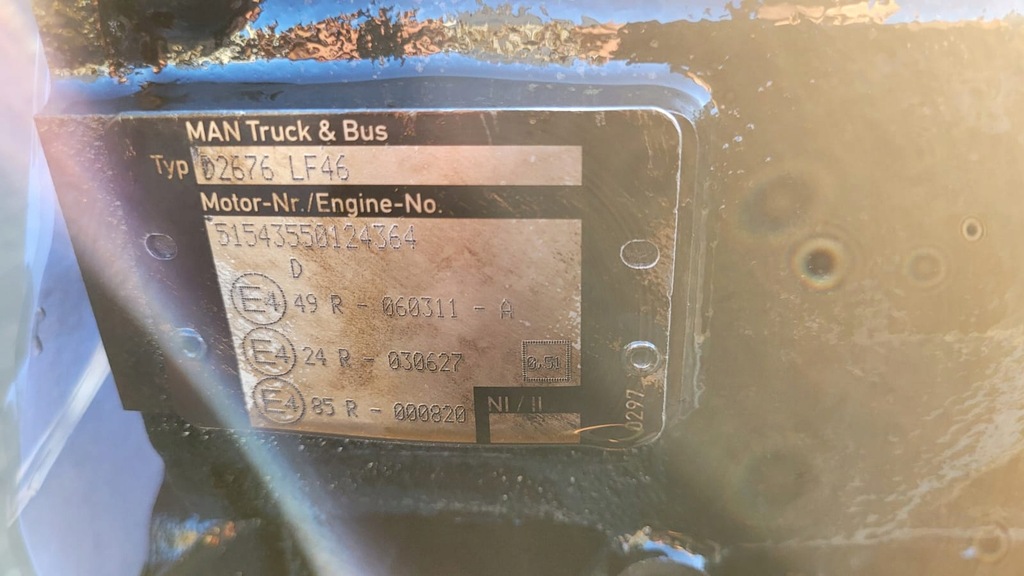 MAN Truck & Bus
Typ D2676 LF46
Motor-Nr./Engine-No.
51543550124364
D
E4 49 R - 060311 - A
E4 24 R - 030627 0.51
E4 85 R - 000820
NI / II
0297